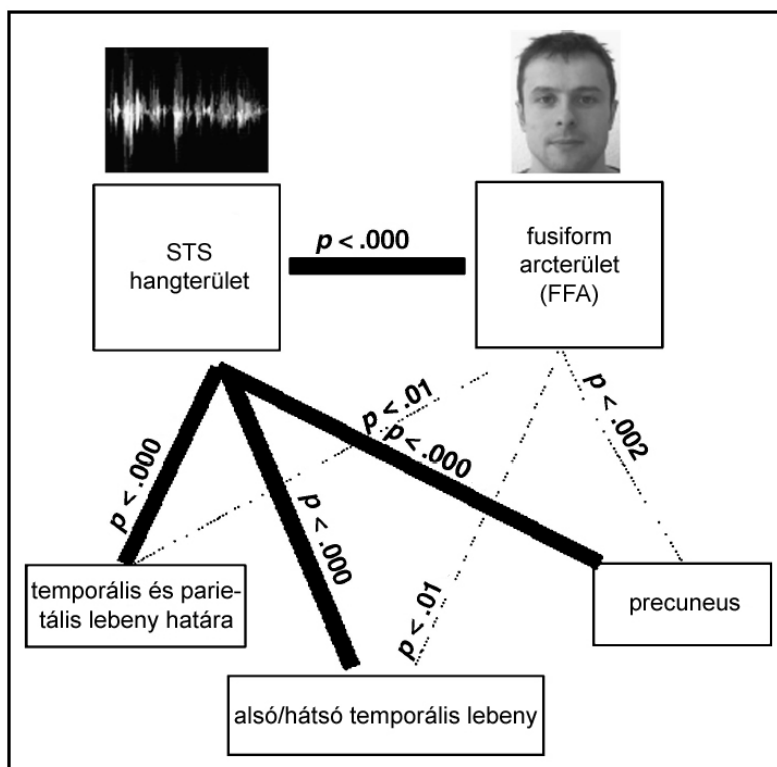 STS
hangterület
p < .000
fusiform
arcterület
(FFA)
p < .01
p < .000
p < .002
p < .000
p < .000
p < .01
temporális és parie-
tális lebeny határa
precuneus
alsó/hátsó temporális lebeny